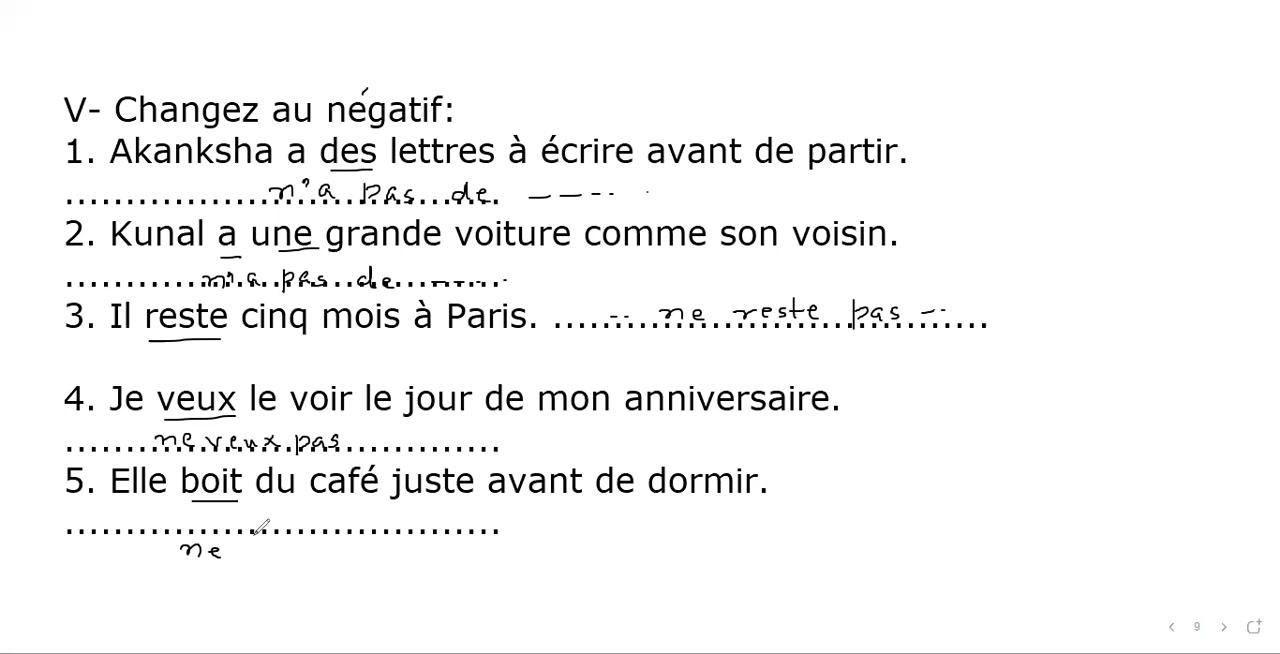 V- Changez au négatif:
1. Akanksha a des lettres à écrire avant de partir.
.............n'a pas de. _ _ - -
2. Kunal a une grande voiture comme son voisin.
............n'a pas de.........
3. Il reste cinq mois à Paris. ..... ne reste pas --
4. Je veux le voir le jour de mon anniversaire.
.......ne veux pas.............
5. Elle boit du café juste avant de dormir.
....................................
ne
9